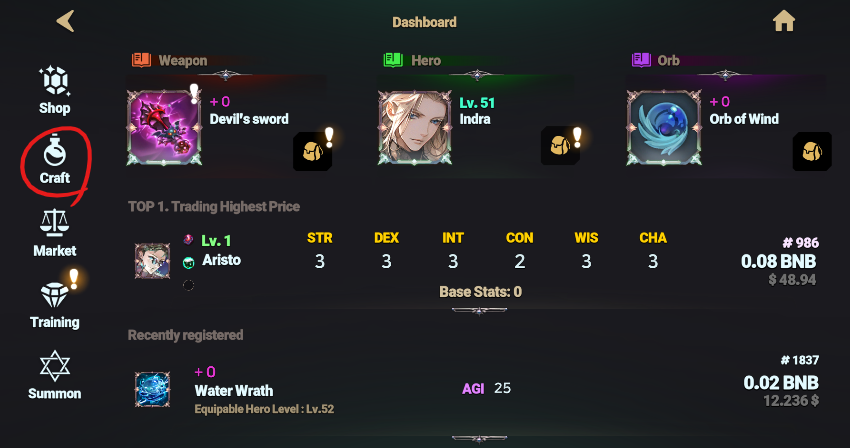 Dashboard
Weapon
Hero
Orb
+ 0
Devil's sword
Lv. 51
Indra
+ 0
Orb of Wind
Shop
Craft
Market
Training
Summon
TOP 1. Trading Highest Price
Lv. 1
Aristo
STR DEX INT CON WIS CHA
3 3 3 2 3 3
Base Stats: 0
# 986
0.08 BNB
$ 48.94
Recently registered
+ 0
Water Wrath
Equipable Hero Level : Lv.52
AGI 25
# 1837
0.02 BNB
12.236 $